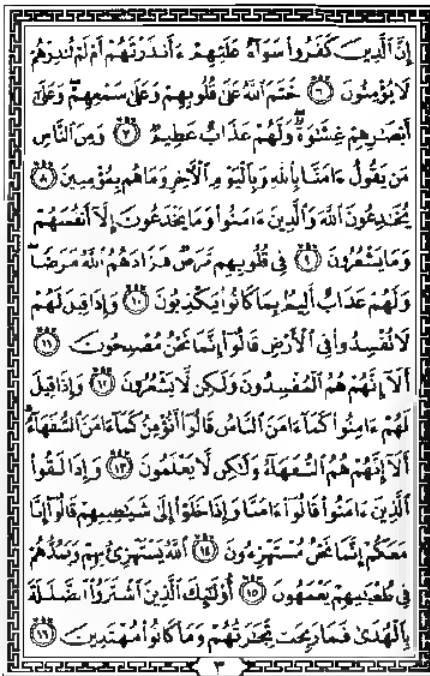 إِنَّ ٱلَّذِينَ كَفَرُوا۟ سَوَآءٌ عَلَيْهِمْ ءَأَنذَرْتَهُمْ أَمْ لَمْ تُنذِرْهُمْ
لَا يُؤْمِنُونَ ٦ خَتَمَ ٱللَّهُ عَلَىٰ قُلُوبِهِمْ وَعَلَىٰ سَمْعِهِمْ وَعَلَىٰٓ
أَبْصَٰرِهِمْ غِشَٰوَةٌ وَلَهُمْ عَذَابٌ عَظِيمٌ ٧ وَمِنَ ٱلنَّاسِ
مَن يَقُولُ ءَامَنَّا بِٱللَّهِ وَبِٱلْيَوْمِ ٱلْءَاخِرِ وَمَا هُم بِمُؤْمِنِينَ ٨
يُخَٰدِعُونَ ٱللَّهَ وَٱلَّذِينَ ءَامَنُوا۟ وَمَا يَخْدَعُونَ إِلَّآ أَنفُسَهُمْ
وَمَا يَشْعُرُونَ ٩ فِى قُلُوبِهِم مَّرَضٌ فَزَادَهُمُ ٱللَّهُ مَرَضًا
وَلَهُمْ عَذَابٌ أَلِيمٌۢ بِمَا كَانُوا۟ يَكْذِبُونَ ١٠ وَإِذَا قِيلَ لَهُمْ
لَا تُفْسِدُوا۟ فِى ٱلْأَرْضِ قَالُوٓا۟ إِنَّمَا نَحْنُ مُصْلِحُونَ ١١
أَلَآ إِنَّهُمْ هُمُ ٱلْمُفْسِدُونَ وَلَٰكِن لَّا يَشْعُرُونَ ١٢ وَإِذَا قِيلَ
لَهُمْ ءَامِنُوا۟ كَمَآ ءَامَنَ ٱلنَّاسُ قَالُوٓا۟ أَنُؤْمِنُ كَمَآ ءَامَنَ ٱلسُّفَهَآءُ
أَلَآ إِنَّهُمْ هُمُ ٱلسُّفَهَآءُ وَلَٰكِن لَّا يَعْلَمُونَ ١٣ وَإِذَا لَقُوا۟
ٱلَّذِينَ ءَامَنُوا۟ قَالُوٓا۟ ءَامَنَّا وَإِذَا خَلَوْا۟ إِلَىٰ شَيَٰطِينِهِمْ قَالُوٓا۟ إِنَّا
مَعَكُمْ إِنَّمَا نَحْنُ مُسْتَهْزِءُونَ ١٤ ٱللَّهُ يَسْتَهْزِئُ بِهِمْ وَيَمُدُّهُمْ
فِى طُغْيَٰنِهِمْ يَعْمَهُونَ ١٥ أُو۟لَٰٓئِكَ ٱلَّذِينَ ٱشْتَرَوُا۟ ٱلضَّلَٰلَةَ
بِٱلْهُدَىٰ فَمَا رَبِحَت تِّجَٰرَتُهُمْ وَمَا كَانُوا۟ مُهْتَدِينَ ١٦
٣